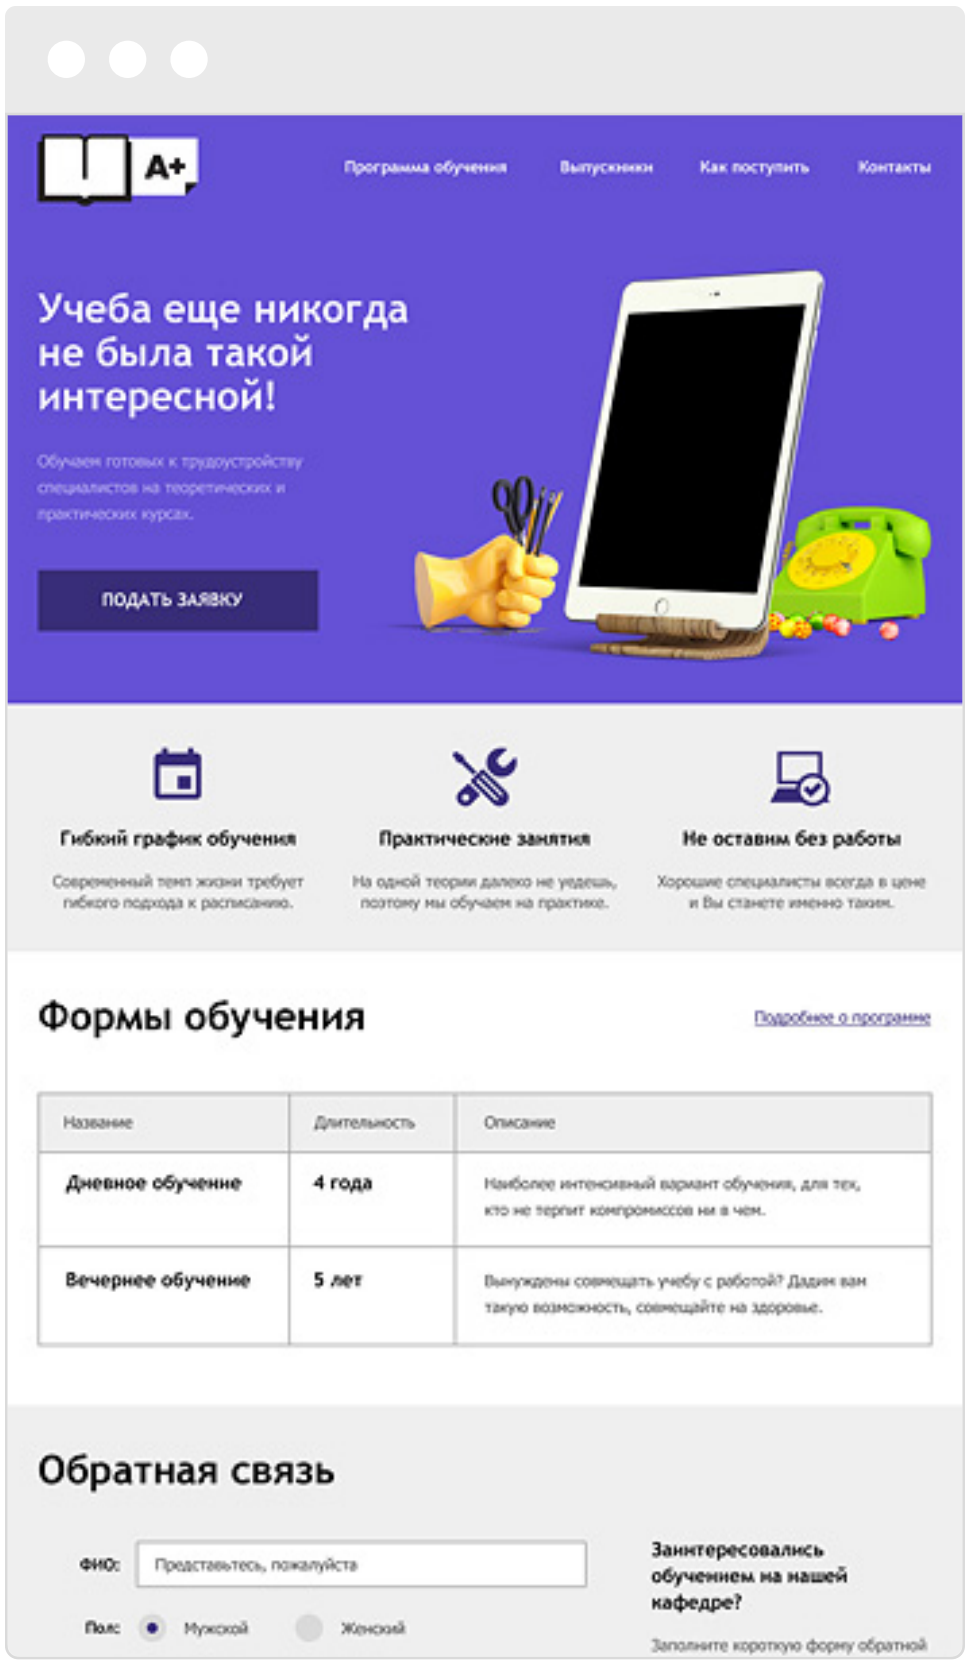 A+
Программа обучения Выпускники Как поступить Контакты
Учеба еще никогда
не была такой
интересной!
Обучаем готовых к трудоустройству
специалистов на теоретических и
практических курсах.
ПОДАТЬ ЗАЯВКУ
Гибкий график обучения
Современный темп жизни требует
гибкого подхода к расписанию.
Практические занятия
На одной теории далеко не уедешь,
поэтому мы обучаем на практике.
Не оставим без работы
Хорошие специалисты всегда в цене
и Вы станете именно таким.
Формы обучения
Подробнее о программе
Название Длительность Описание
Дневное обучение 4 года Наиболее интенсивный вариант обучения, для тех,
кто не терпит компромиссов ни в чем.
Вечернее обучение 5 лет Вынуждены совмещать учебу с работой? Дадим вам
такую возможность, совмещайте на здоровье.
Обратная связь
ФИО: Представьтесь, пожалуйста
Пол: Мужской Женский
Заинтересовались
обучением на нашей
кафедре?
Заполните короткую форму обратной